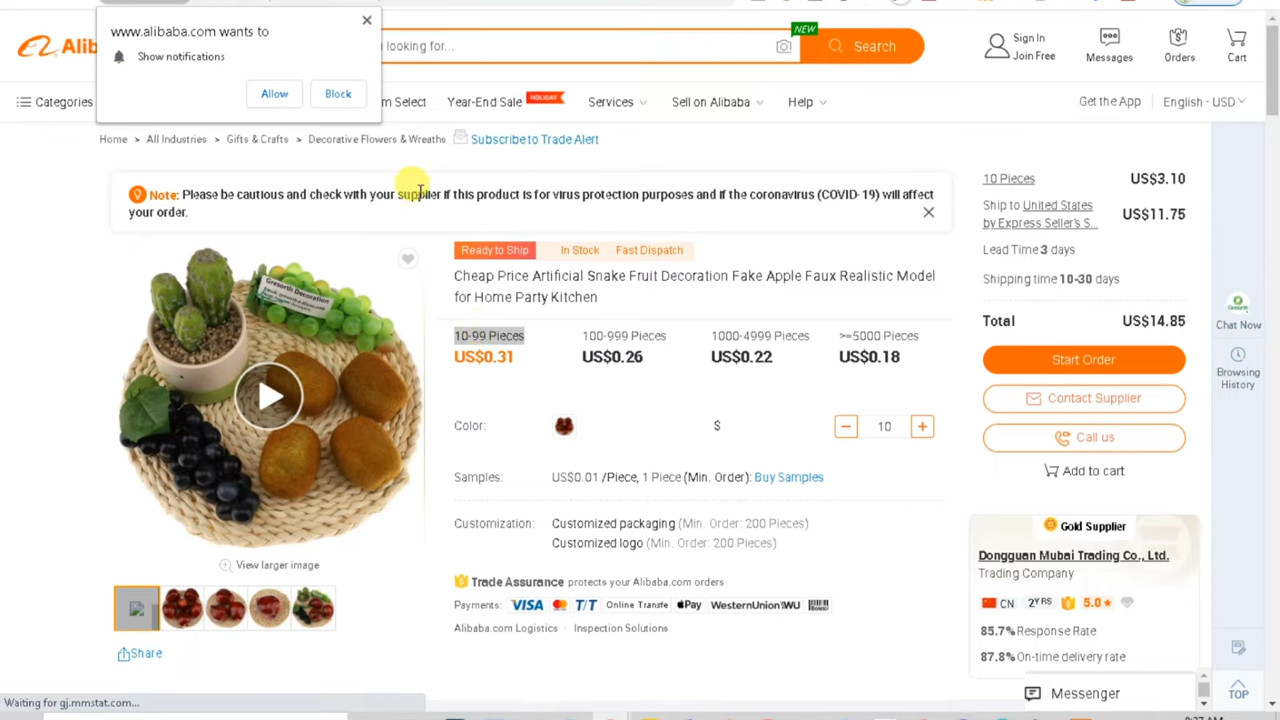 www.alibaba.com wants to
Show notifications
Allow
Block
Alib
looking for...
NEW
Search
Sign In
Join Free
Messages
Orders
Cart
Categories
m Select
Year-End Sale
HOLIDAY
Services
Sell on Alibaba
Help
Get the App
English - USD
Home > All Industries > Gifts & Crafts > Decorative Flowers & Wreaths
Subscribe to Trade Alert
Note: Please be cautious and check with your supplier if this product is for virus protection purposes and if the coronavirus (COVID-19) will affect
your order.
Ready to Ship
In Stock
Fast Dispatch
Cheap Price Artificial Snake Fruit Decoration Fake Apple Faux Realistic Model
for Home Party Kitchen
10-99 Pieces
100-999 Pieces
1000-4999 Pieces
>=5000 Pieces
US$0.31
US$0.26
US$0.22
US$0.18
Color:
$
10
Samples:
US$0.01 /Piece, 1 Piece (Min. Order): Buy Samples
Customization:
Customized packaging (Min. Order: 200 Pieces)
Customized logo (Min. Order: 200 Pieces)
Trade Assurance protects your Alibaba.com orders
Payments: VISA T/T Online Transfe Pay WesternUnion WU
Alibaba.com Logistics
Inspection Solutions
Gresorth Decoration
View larger image
Share
10 Pieces
US$3.10
Ship to United States
by Express Seller's S...
US$11.75
Lead Time 3 days
Shipping time 10-30 days
Total
US$14.85
Start Order
Contact Supplier
Call us
Add to cart
Gold Supplier
Dongguan Mubai Trading Co., Ltd.
Trading Company
CN
2YRS
5.0
85.7% Response Rate
87.8% On-time delivery rate
Messenger
Chat Now
Browsing
History
TOP
Waiting for gj.mmstat.com...